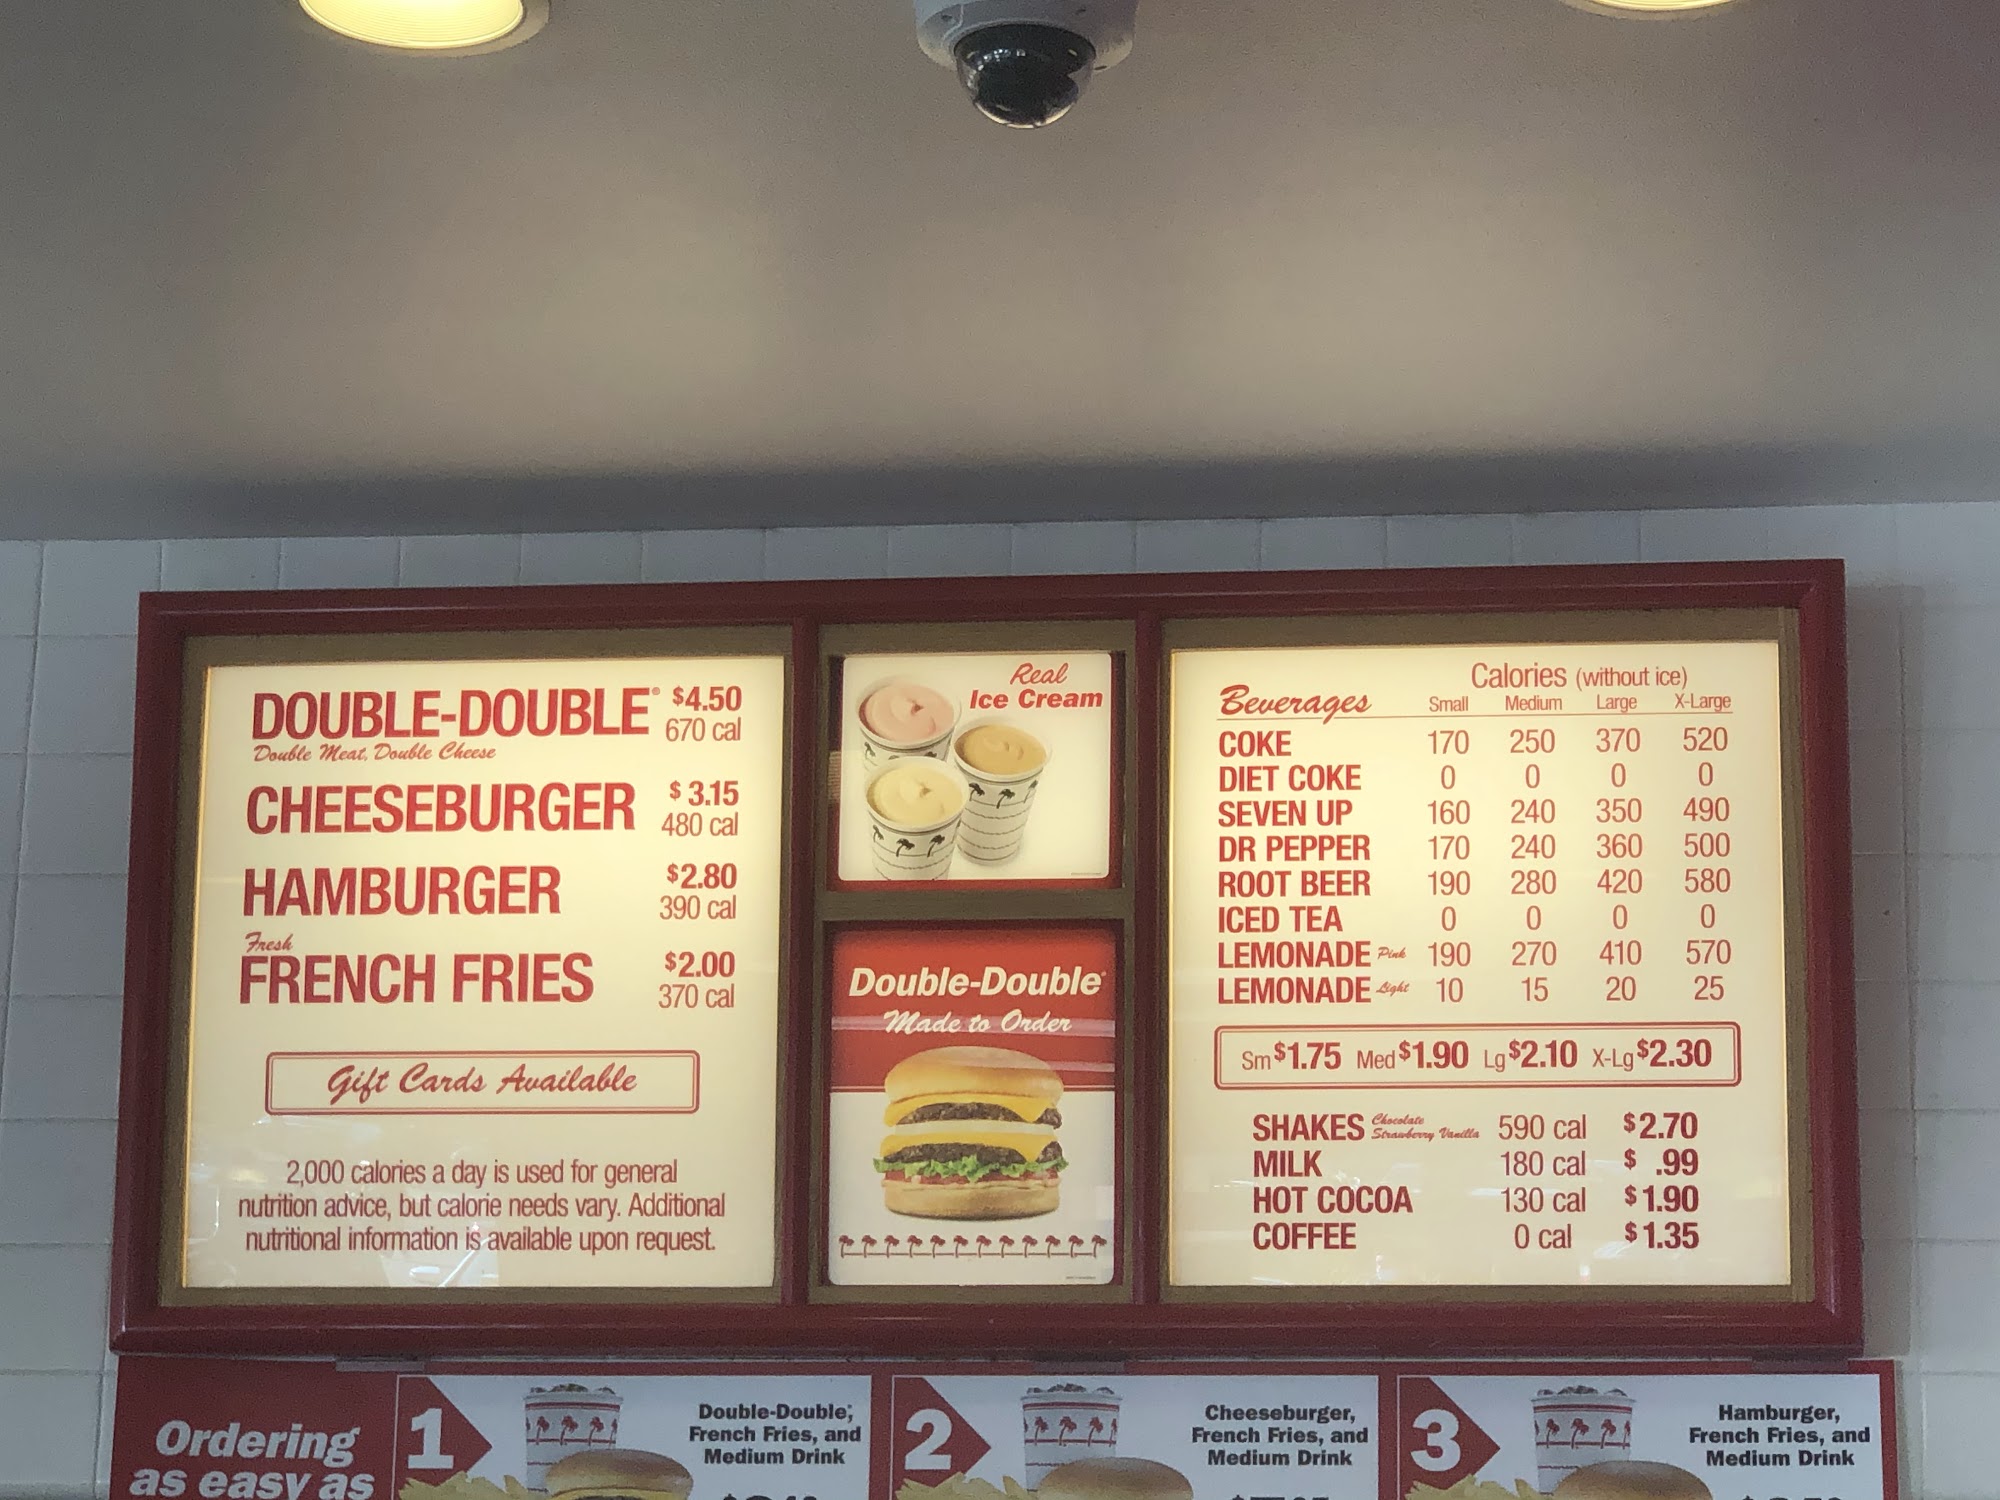 DOUBLE-DOUBLE® $4.50
Double Meat, Double Cheese 670 cal
CHEESEBURGER $3.15
480 cal
HAMBURGER $2.80
390 cal
Fresh
FRENCH FRIES $2.00
370 cal
Gift Cards Available
2,000 calories a day is used for general
nutrition advice, but calorie needs vary. Additional
nutritional information is available upon request.
Real
Ice Cream
Double-Double®
Made to Order
Calories (without ice)
Beverages Small Medium Large X-Large
COKE 170 250 370 520
DIET COKE 0 0 0 0
SEVEN UP 160 240 350 490
DR PEPPER 170 240 360 500
ROOT BEER 190 280 420 580
ICED TEA 0 0 0 0
LEMONADE Pink 190 270 410 570
LEMONADE Light 10 15 20 25
Sm $1.75 Med $1.90 Lg $2.10 X-Lg $2.30
SHAKES Chocolate Strawberry Vanilla 590 cal $2.70
MILK 180 cal $ .99
HOT COCOA 130 cal $1.90
COFFEE 0 cal $1.35
Ordering
as easy as
1
Double-Double,®
French Fries, and
Medium Drink
2
Cheeseburger,
French Fries, and
Medium Drink
3
Hamburger,
French Fries, and
Medium Drink